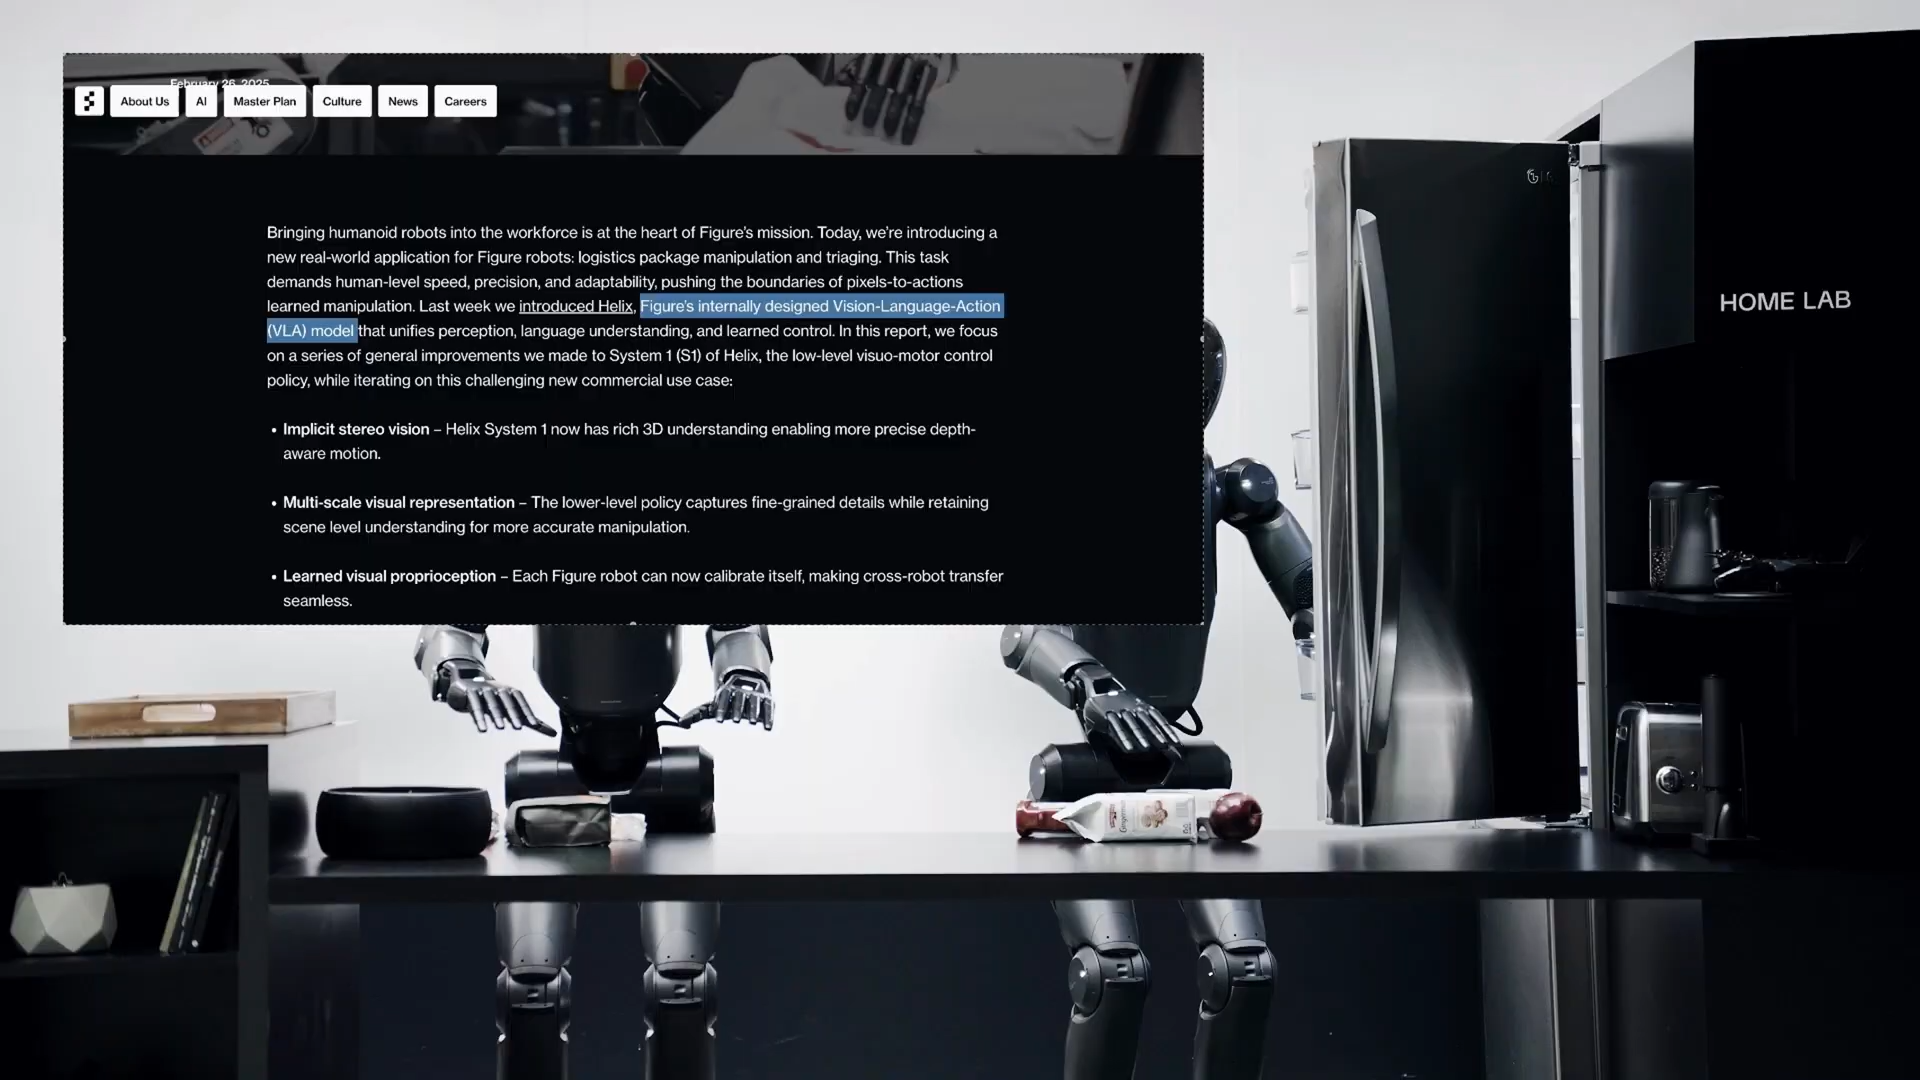 February 26, 2025
About Us
AI
Master Plan
Culture
News
Careers
Bringing humanoid robots into the workforce is at the heart of Figure's mission. Today, we're introducing a
new real-world application for Figure robots: logistics package manipulation and triaging. This task
demands human-level speed, precision, and adaptability, pushing the boundaries of pixels-to-actions
learned manipulation. Last week we introduced Helix, Figure's internally designed Vision-Language-Action
(VLA) model that unifies perception, language understanding, and learned control. In this report, we focus
on a series of general improvements we made to System 1 (S1) of Helix, the low-level visuo-motor control
policy, while iterating on this challenging new commercial use case:
• Implicit stereo vision – Helix System 1 now has rich 3D understanding enabling more precise depth-
aware motion.
• Multi-scale visual representation – The lower-level policy captures fine-grained details while retaining
scene level understanding for more accurate manipulation.
• Learned visual proprioception – Each Figure robot can now calibrate itself, making cross-robot transfer
seamless.
HOME LAB